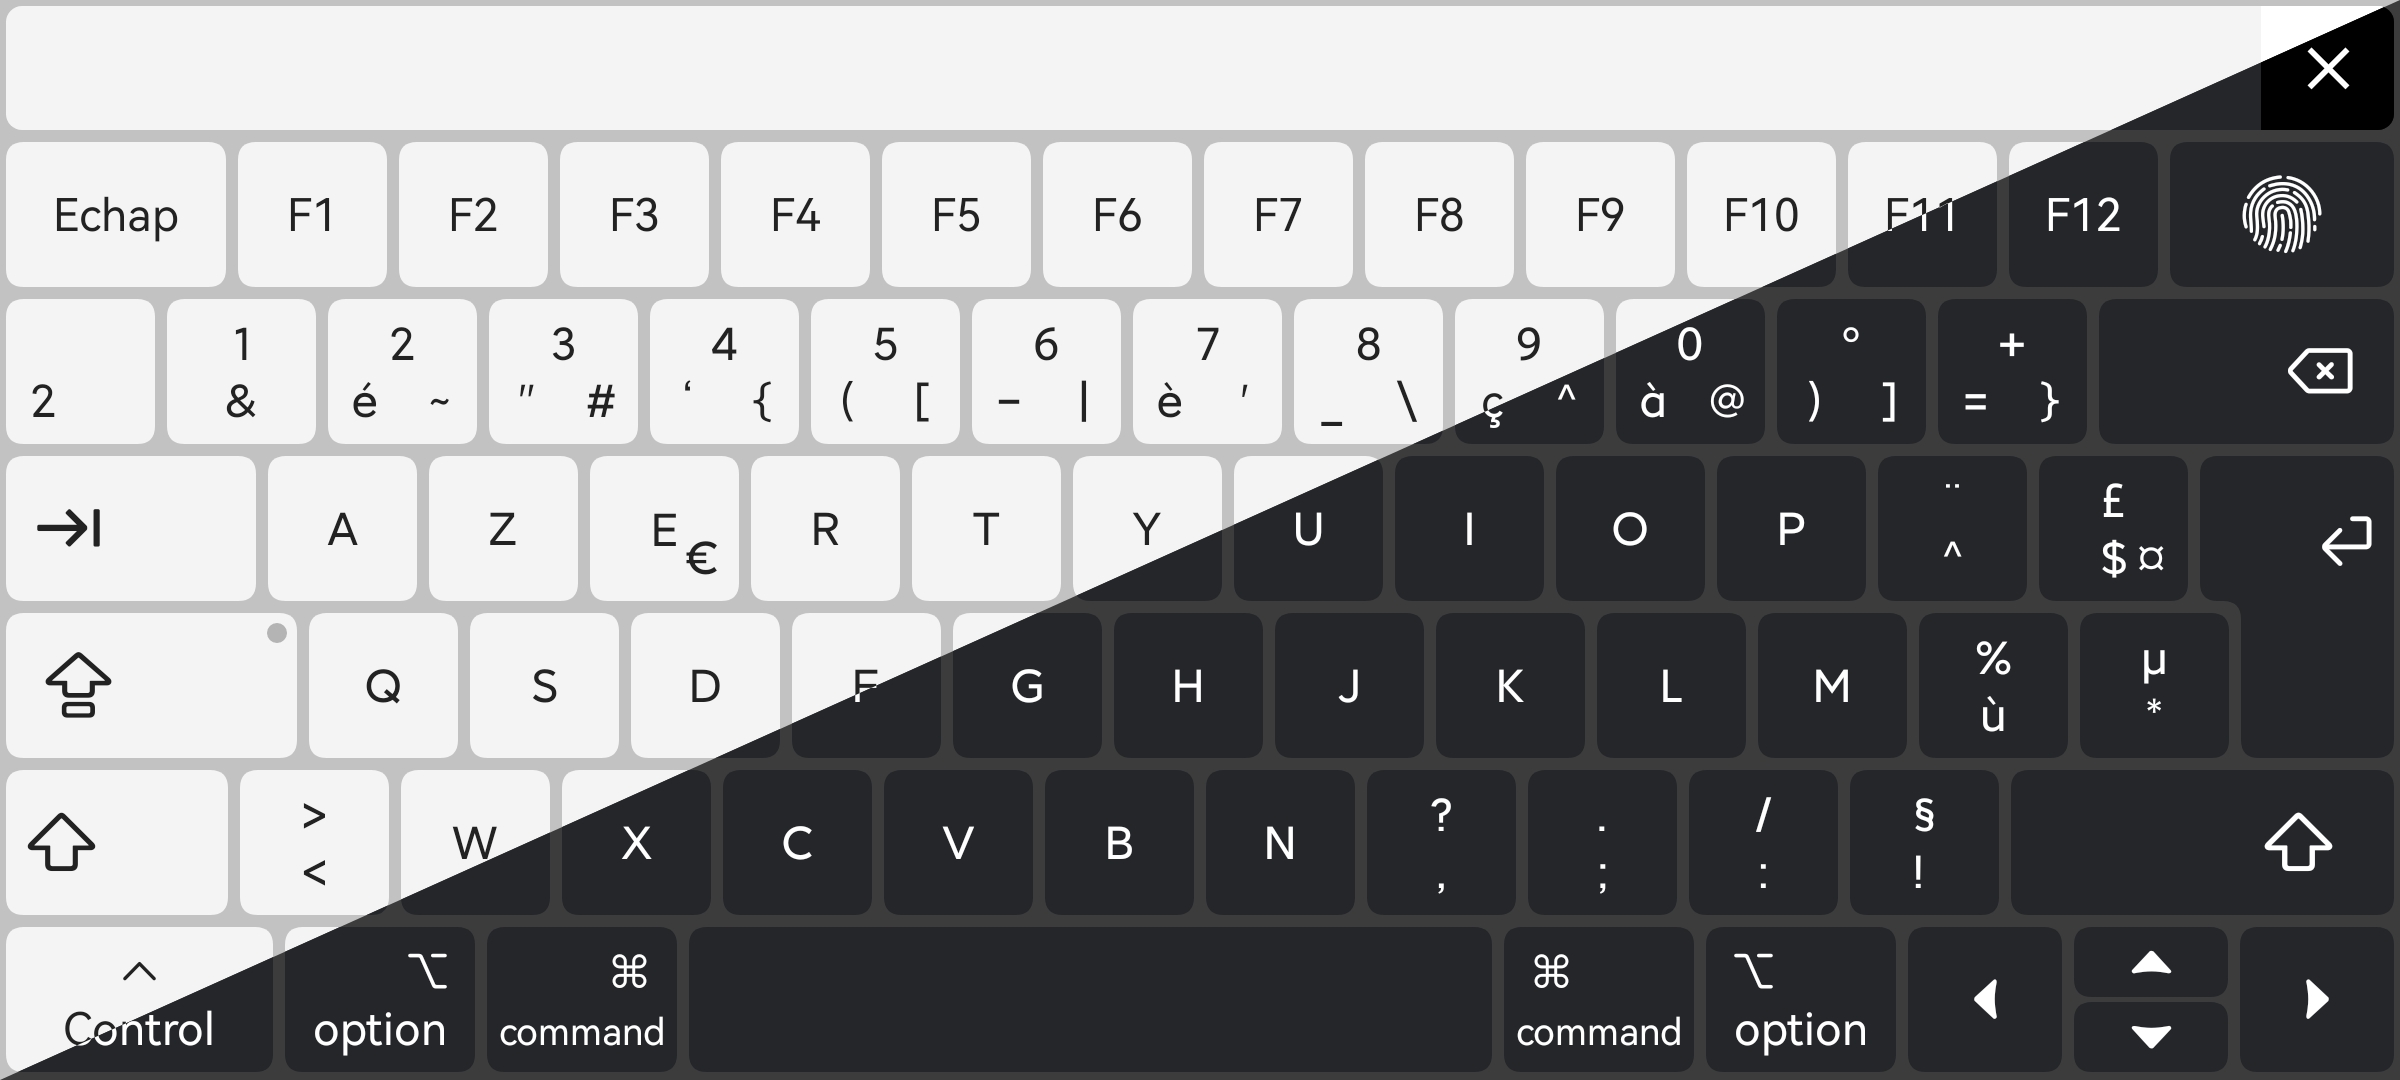 Echap F1 F2 F3 F4 F5 F6 F7 F8 F9 F10 F11 F12
1 2 3 4 5 6 7 8 9 0 ° +
2 & é ~ " # ‘ { ( [ – | è ' _ \ ç ^ à @ ) ] = }
A Z E € R T Y U I O P ¨ ^ £ $ ¤
Q S D F G H J K L M % ù µ *
> < W X C V B N ? , . ; / : § !
^ ⌥ ⌘ ⌘ ⌥
Control option command command option